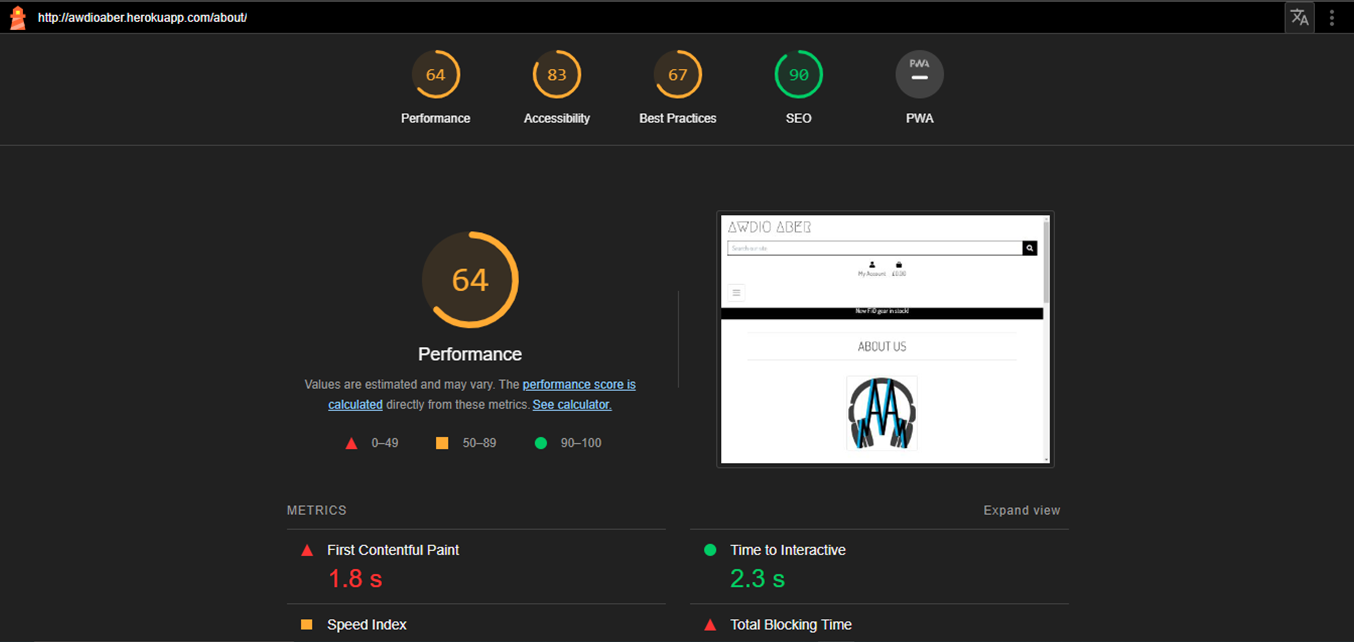 http://awdioaber.herokuapp.com/about/
64 83 67 90 PWA
Performance Accessibility Best Practices SEO PWA
64
Performance
Values are estimated and may vary. The performance score is
calculated directly from these metrics. See calculator.
0–49 50–89 90–100
AWDIO ABER
Search our site
My Account £0.00
New FiiO gear in stock!
ABOUT US
METRICS
Expand view
First Contentful Paint
1.8 s
Time to Interactive
2.3 s
Speed Index
Total Blocking Time